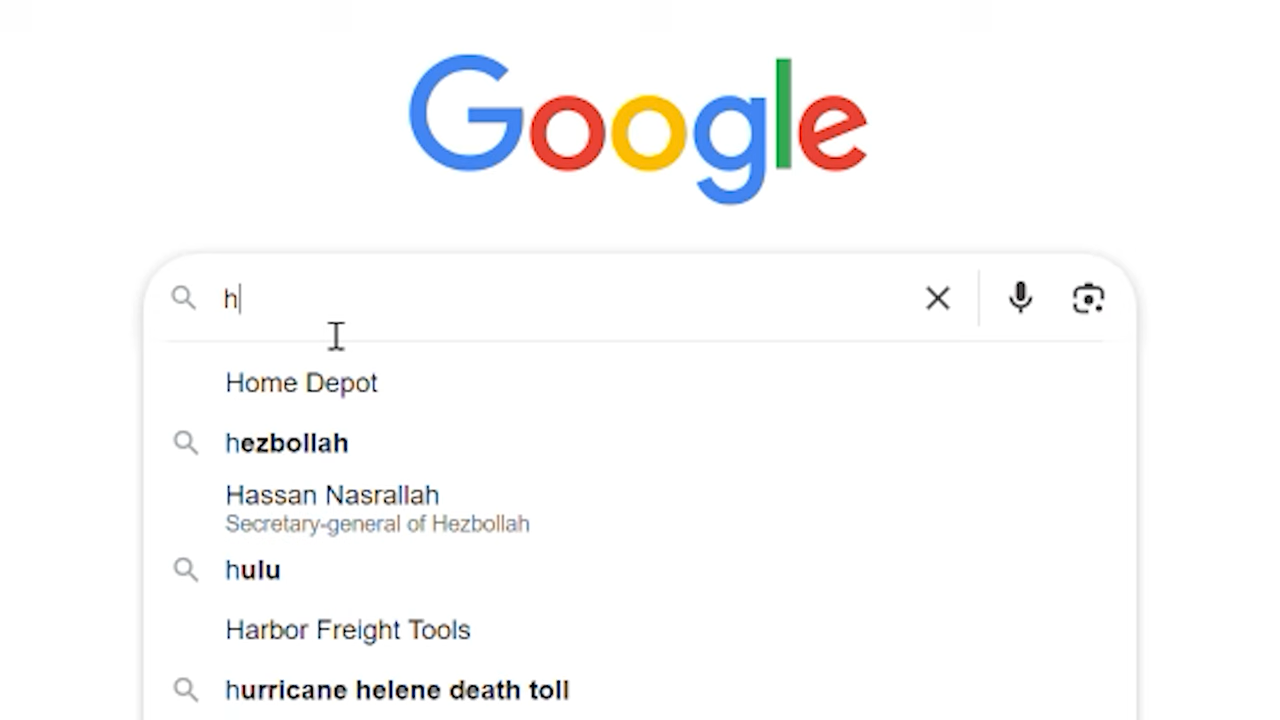 Google
h
Home Depot
hezbollah
Hassan Nasrallah
Secretary-general of Hezbollah
hulu
Harbor Freight Tools
hurricane helene death toll